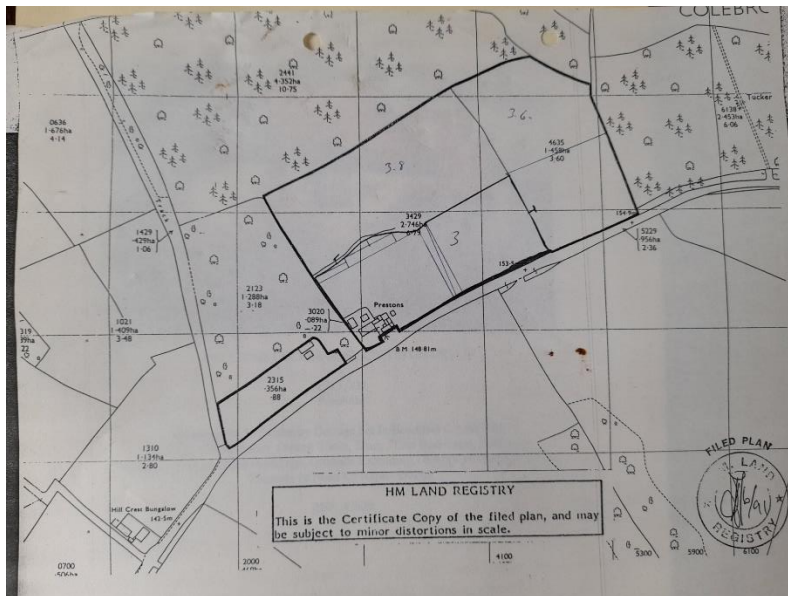 COLEBRO
2441
4·352ha
10·75
3.6.
Tucker
6138
2·453ha
6·06
0636
1·676ha
4·14
4635
1·458ha
3·60
3.8
Track
154·9m
3429
2·746ha
6·79
1429
·429ha
1·06
5229
·956ha
2·36
3
153·5
2123
1·288ha
3·18
3020
·089ha
·22
Prestons
319
39ha
22
1021
1·409ha
3·48
B M 148·81m
2315
·356ha
·88
1310
1·134ha
2·80
FILED PLAN
H.M. LAND
REGISTRY
HM LAND REGISTRY
This is the Certificate Copy of the filed plan, and may
be subject to minor distortions in scale.
Hill Crest Bungalow
142·5m
0700
·506ha
2000
4100
5300
5900
6100